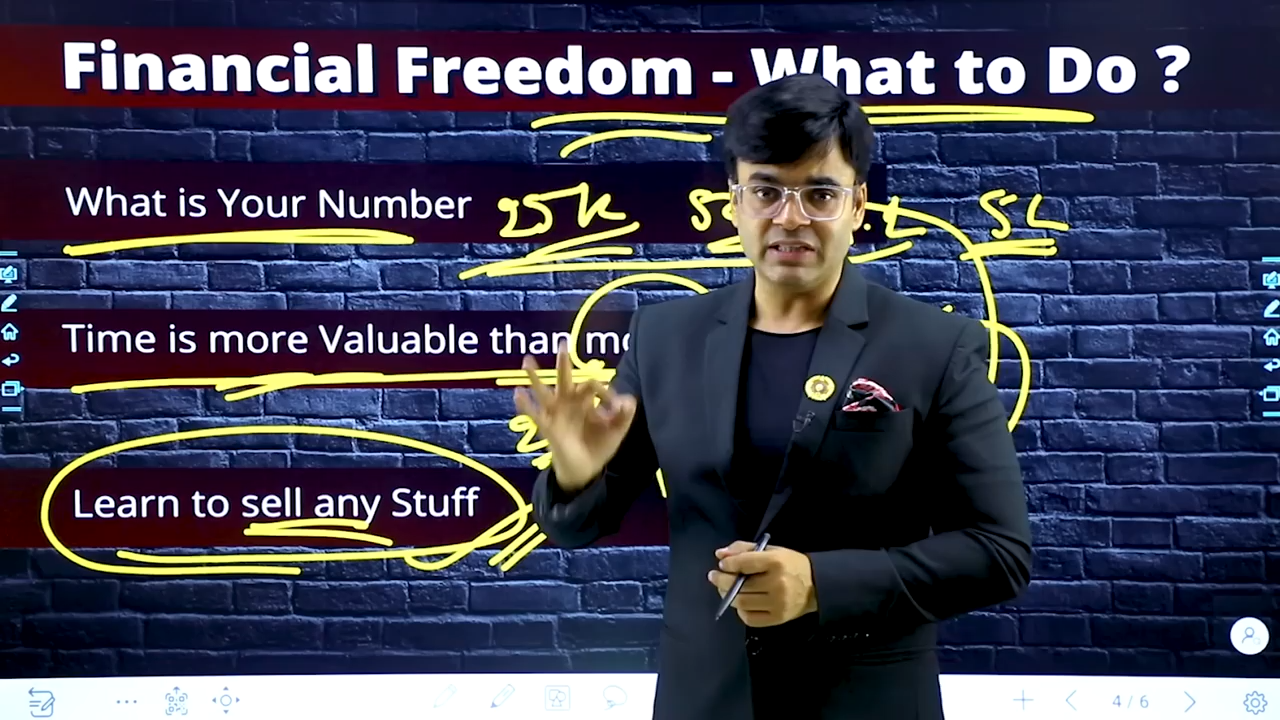 Financial Freedom - What to Do ?
What is Your Number 25k 5L
Time is more Valuable than
Learn to sell any Stuff
4 / 6